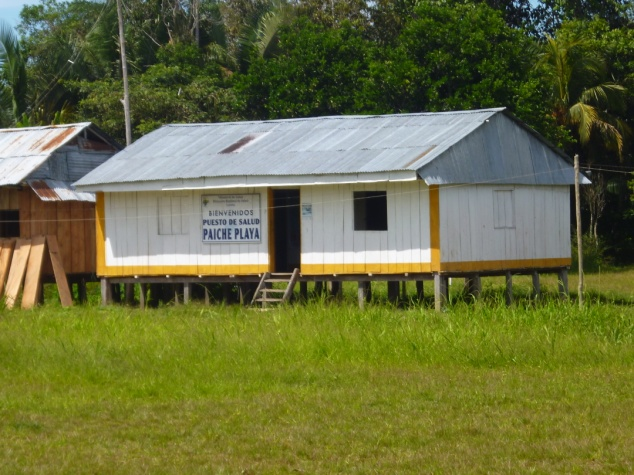 BIENVENIDOS
PUESTO DE SALUD
PAICHE PLAYA